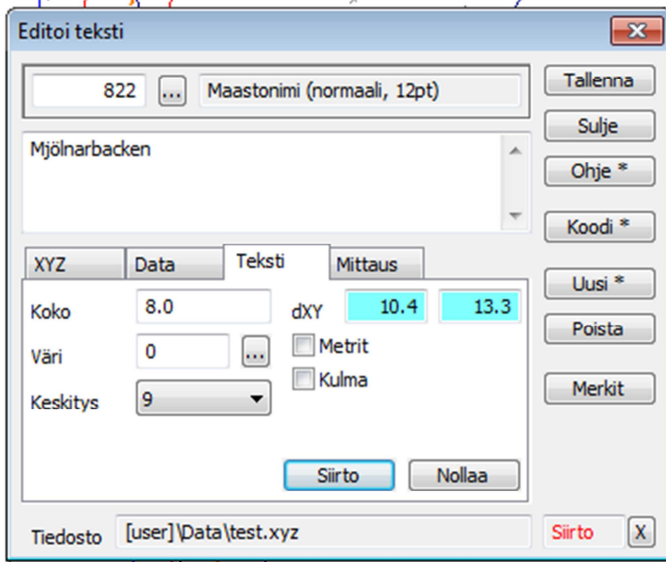 Editoi teksti
822 ... Maastonimi (normaali, 12pt)
Tallenna
Sulje
Mjölnarbacken
Ohje *
Koodi *
XYZ Data Teksti Mittaus
Uusi *
Koko 8.0 dXY 10.4 13.3
Poista
Väri 0 ... Metrit
Kulma
Keskitys 9
Merkit
Siirto Nollaa
Tiedosto [user]\Data\test.xyz Siirto X